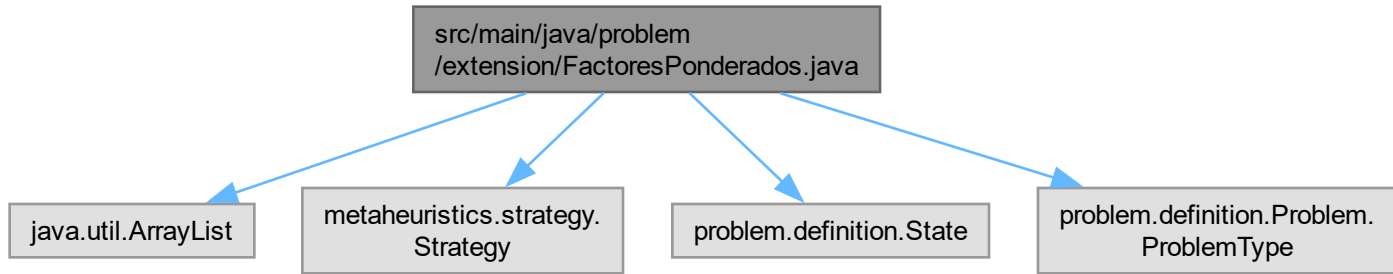 src/main/java/problem
/extension/FactoresPonderados.java
java.util.ArrayList
metaheuristics.strategy.
Strategy
problem.definition.State
problem.definition.Problem.
ProblemType